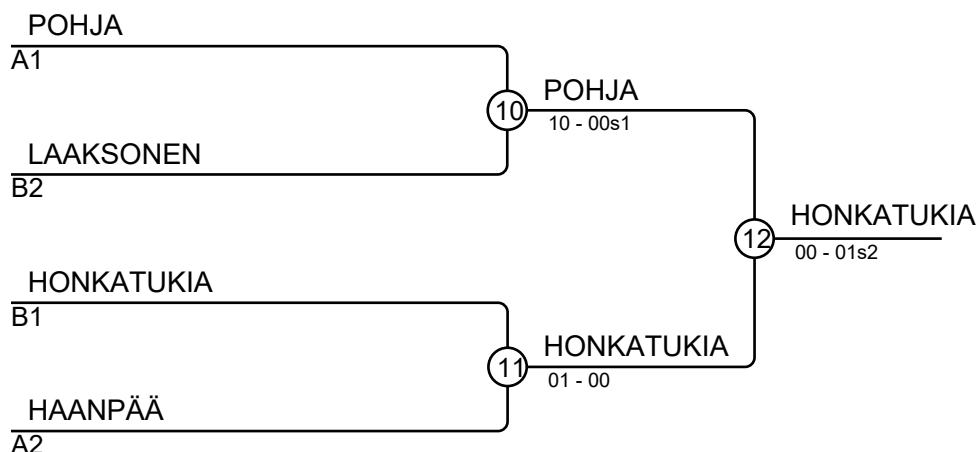 POHJA
A1
10
POHJA
10 - 00s1
LAAKSONEN
B2
12
HONKATUKIA
00 - 01s2
HONKATUKIA
B1
11
HONKATUKIA
01 - 00
HAANPÄÄ
A2